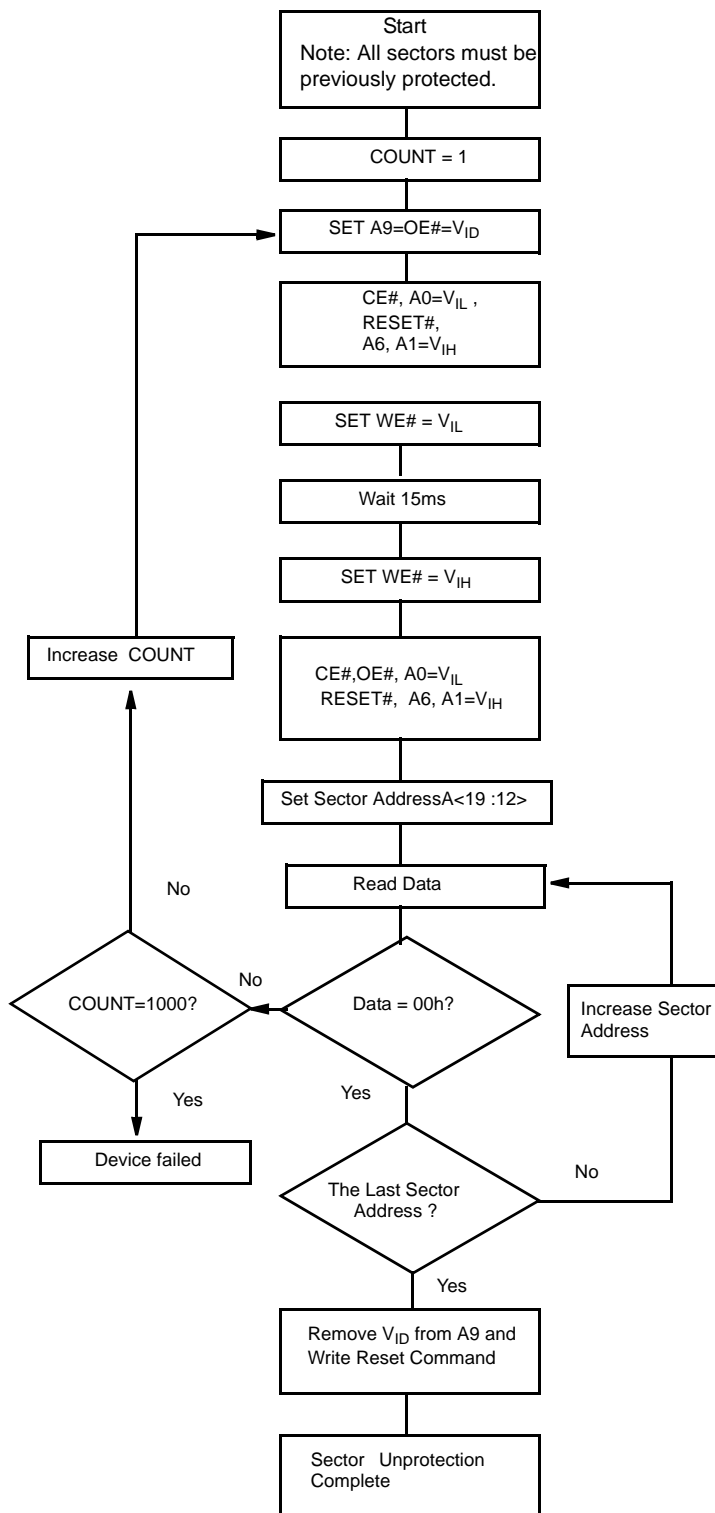 Start
Note: All sectors must be
previously protected.
COUNT = 1
SET A9=OE#=VID
CE#, A0=VIL ,
RESET#,
A6, A1=VIH
SET WE# = VIL
Wait 15ms
SET WE# = VIH
Increase COUNT
CE#,OE#, A0=VIL
RESET#, A6, A1=VIH
Set Sector AddressA<19 :12>
Read Data
No
COUNT=1000?
No
Data = 00h?
Increase Sector
Address
Yes
Yes
Device failed
The Last Sector
Address ?
No
Yes
Remove VID from A9 and
Write Reset Command
Sector Unprotection
Complete